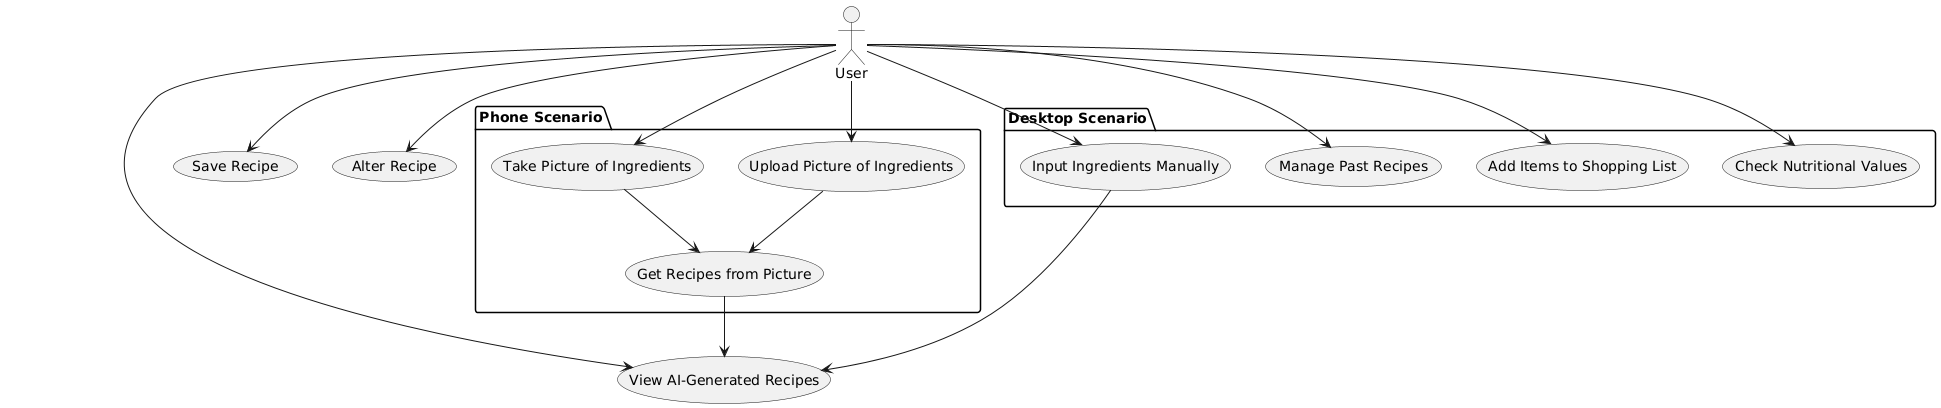 User
Phone Scenario
Desktop Scenario
Save Recipe
Alter Recipe
Take Picture of Ingredients
Upload Picture of Ingredients
Input Ingredients Manually
Manage Past Recipes
Add Items to Shopping List
Check Nutritional Values
Get Recipes from Picture
View AI-Generated Recipes